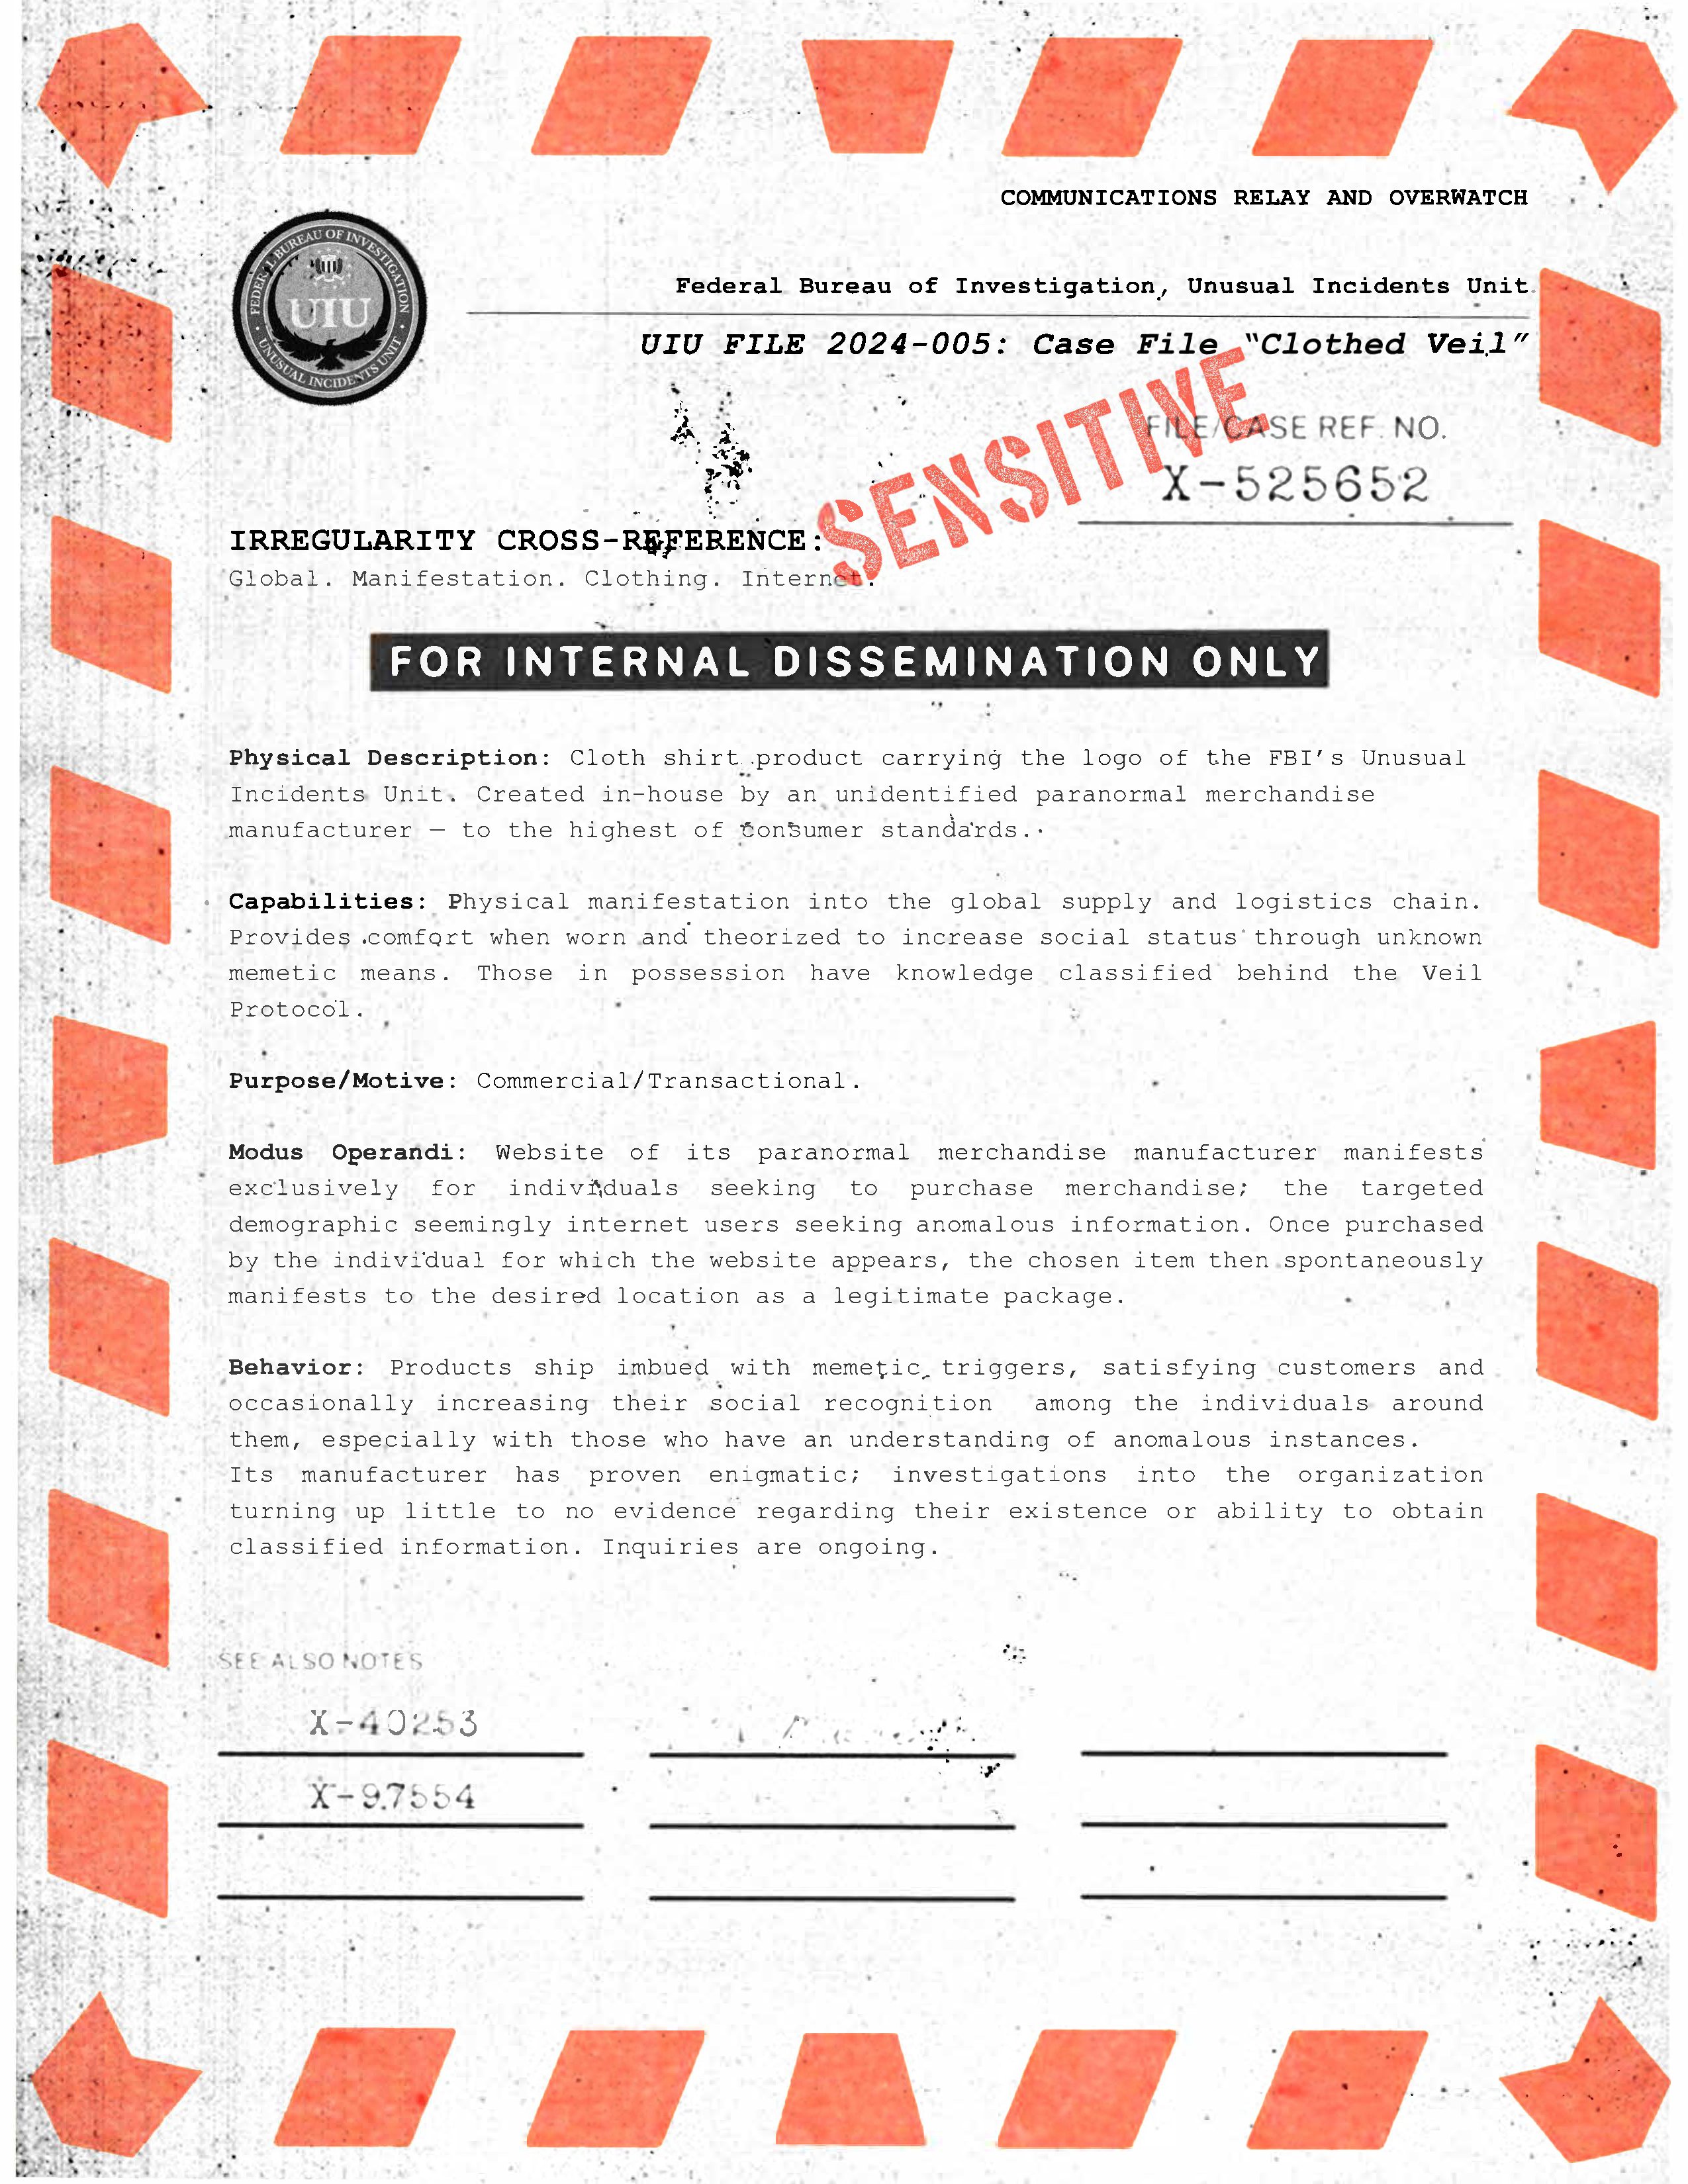 COMMUNICATIONS RELAY AND OVERWATCH
FEDERAL BUREAU OF INVESTIGATION
UIU
UNUSUAL INCIDENTS UNIT
Federal Bureau of Investigation, Unusual Incidents Unit
UIU FILE 2024-005: Case File “Clothed Veil”
SENSITIVE
FILE/CASE REF. NO.
X-525652
IRREGULARITY CROSS-REFERENCE:
Global. Manifestation. Clothing. Internet.
FOR INTERNAL DISSEMINATION ONLY
Physical Description: Cloth shirt product carrying the logo of the FBI’s Unusual
Incidents Unit. Created in-house by an unidentified paranormal merchandise
manufacturer — to the highest of consumer standards.
Capabilities: Physical manifestation into the global supply and logistics chain.
Provides comfort when worn and theorized to increase social status through unknown
memetic means. Those in possession have knowledge classified behind the Veil
Protocol.
Purpose/Motive: Commercial/Transactional.
Modus Operandi: Website of its paranormal merchandise manufacturer manifests
exclusively for individuals seeking to purchase merchandise; the targeted
demographic seemingly internet users seeking anomalous information. Once purchased
by the individual for which the website appears, the chosen item then spontaneously
manifests to the desired location as a legitimate package.
Behavior: Products ship imbued with memetic triggers, satisfying customers and
occasionally increasing their social recognition among the individuals around
them, especially with those who have an understanding of anomalous instances.
Its manufacturer has proven enigmatic; investigations into the organization
turning up little to no evidence regarding their existence or ability to obtain
classified information. Inquiries are ongoing.
SEE ALSO NOTES
X-40253
X-97554